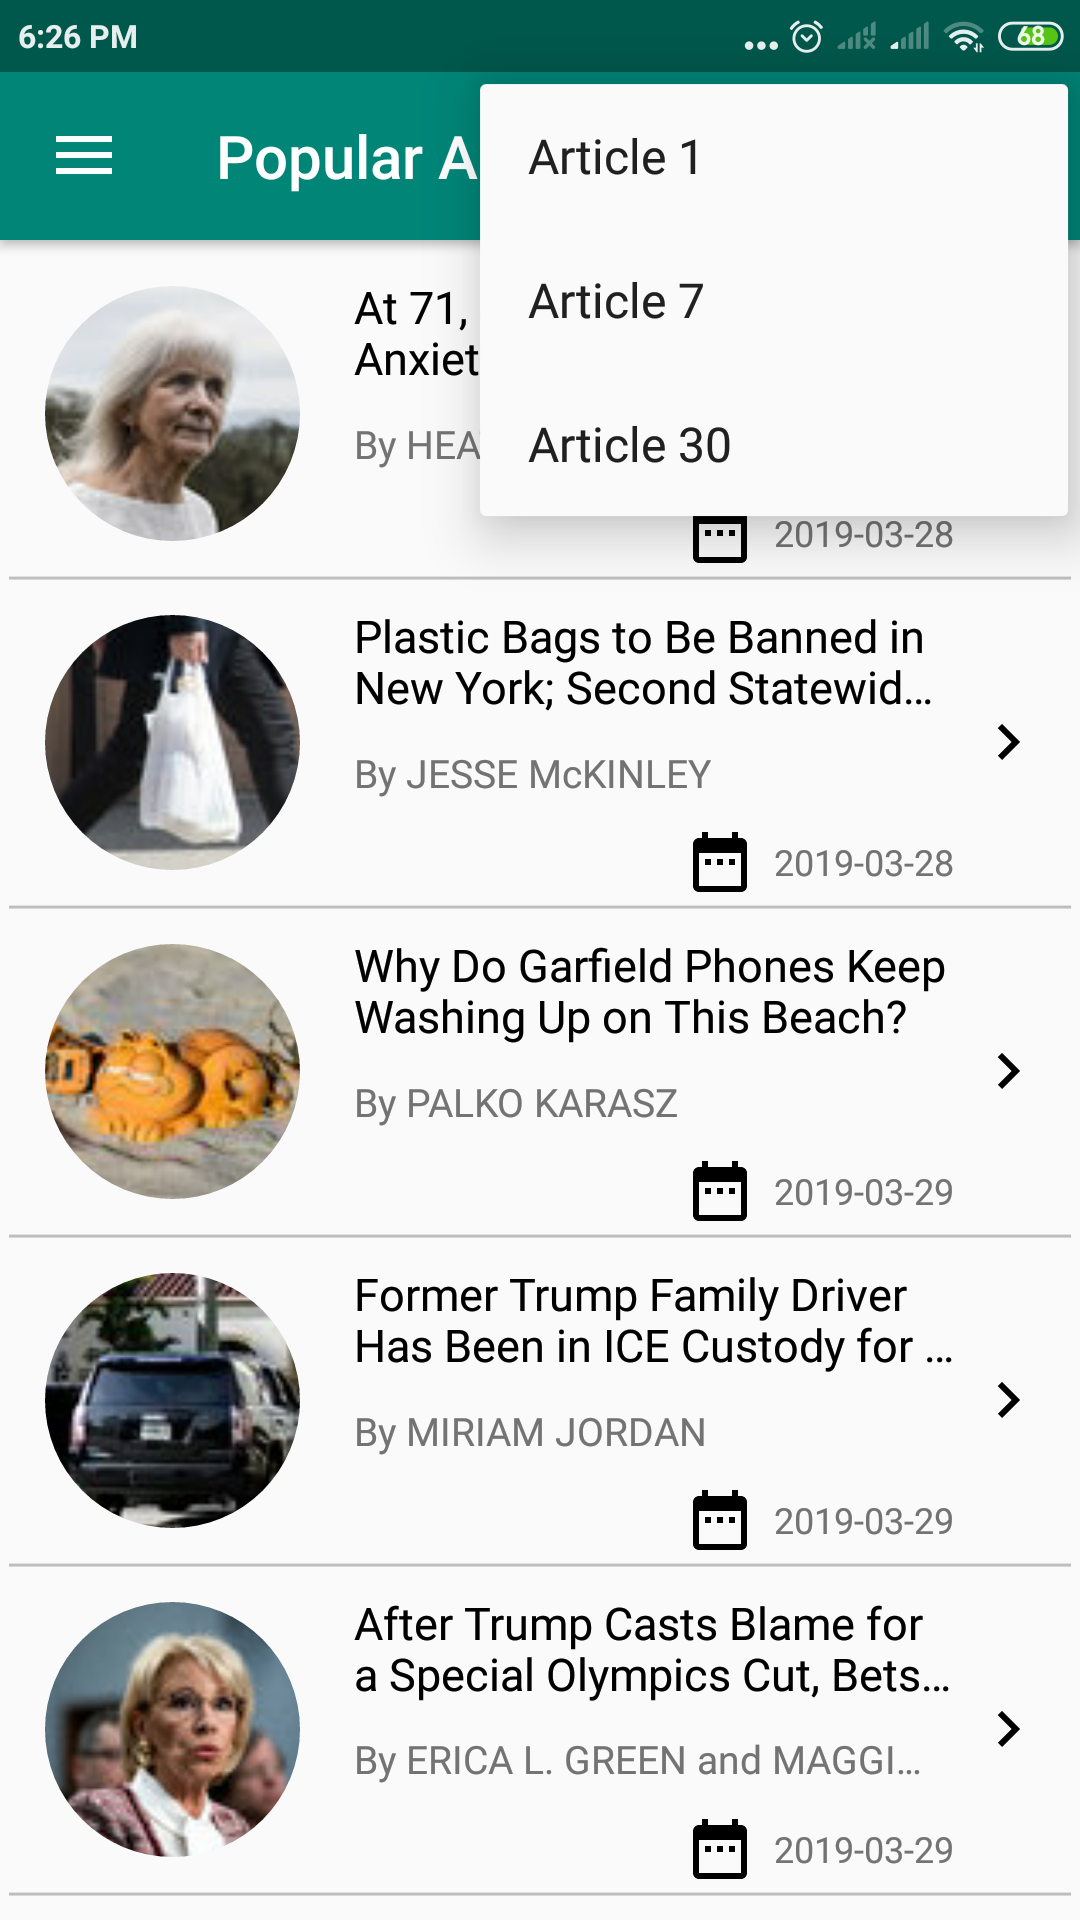 6:26 PM
68
Popular A
Article 1
Article 7
Article 30
At 71,
Anxiet
By HEA
2019-03-28
Plastic Bags to Be Banned in
New York; Second Statewid...
By JESSE McKINLEY
2019-03-28
Why Do Garfield Phones Keep
Washing Up on This Beach?
By PALKO KARASZ
2019-03-29
Former Trump Family Driver
Has Been in ICE Custody for ...
By MIRIAM JORDAN
2019-03-29
After Trump Casts Blame for
a Special Olympics Cut, Bets...
By ERICA L. GREEN and MAGGI...
2019-03-29